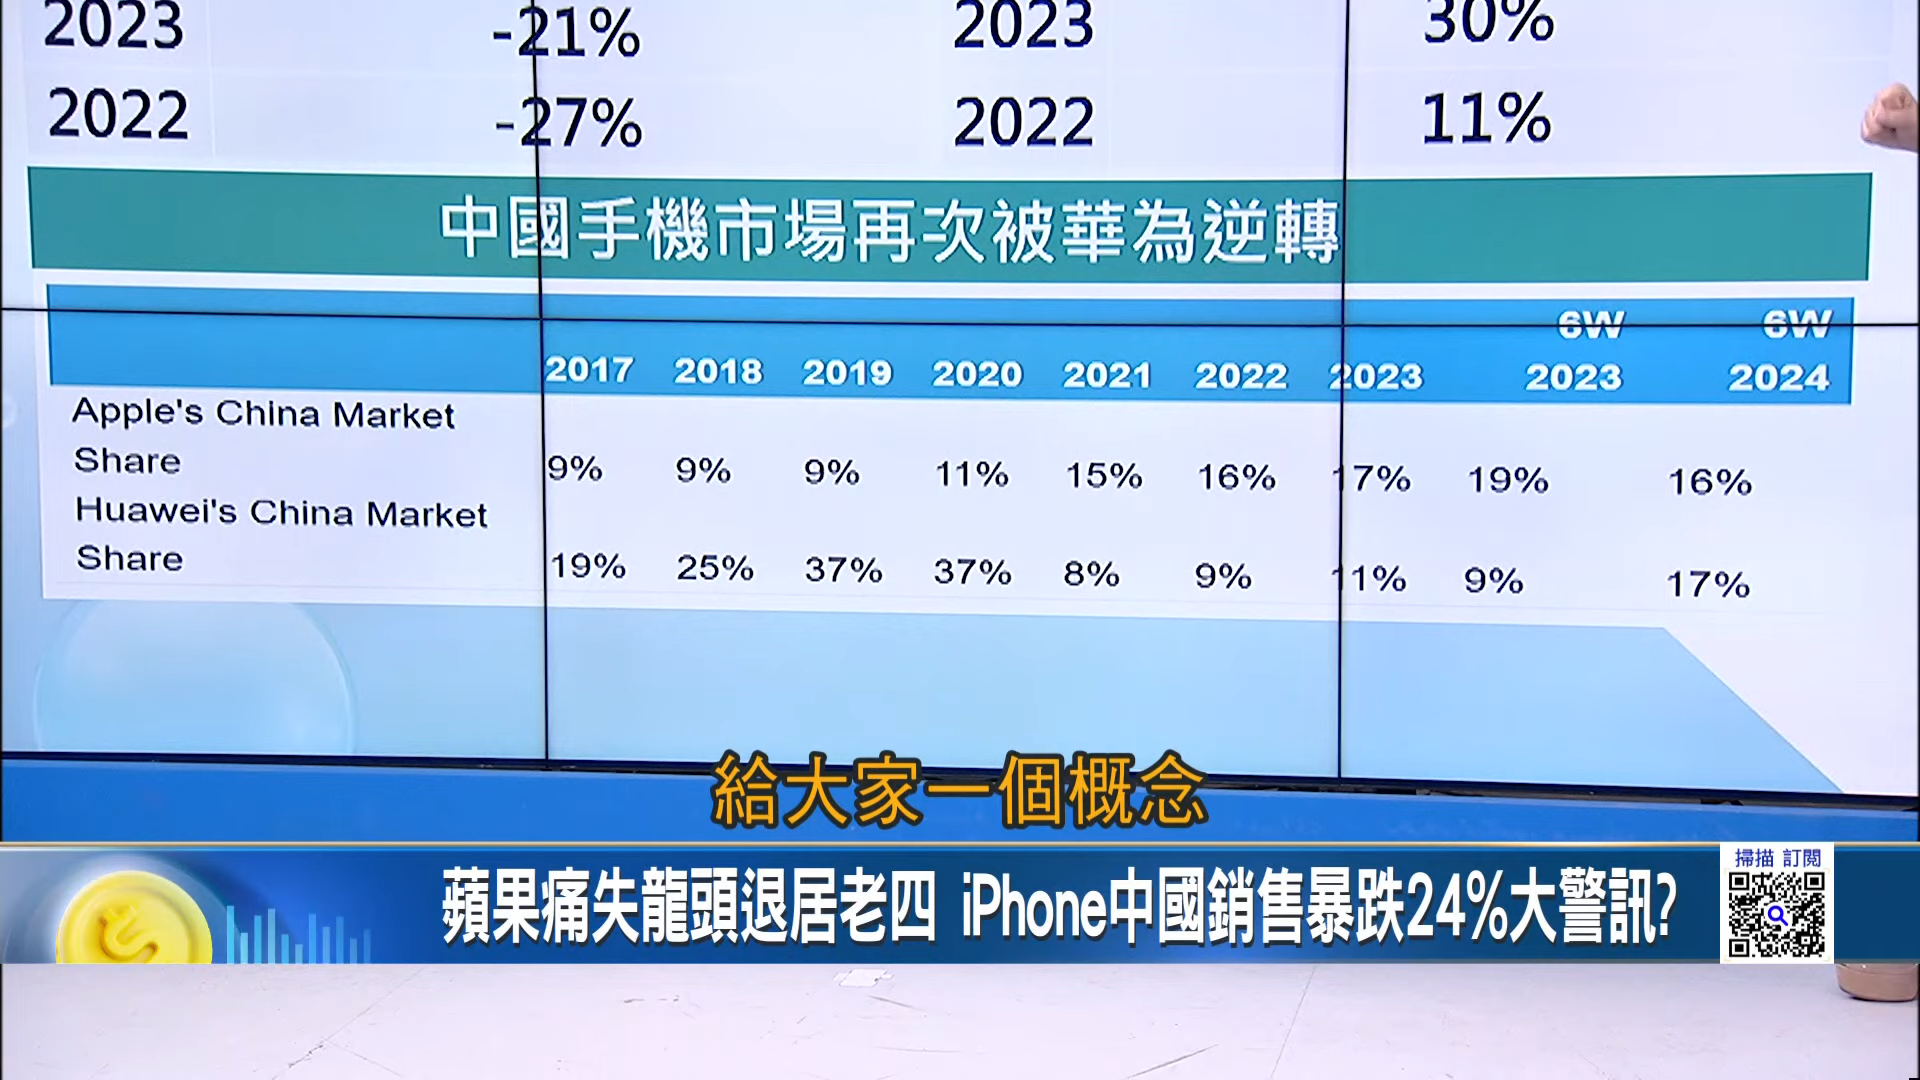 2023 -21% 2023 30%
2022 -27% 2022 11%
中國手機市場再次被華為逆轉
6W 6W
2017 2018 2019 2020 2021 2022 2023 2023 2024
Apple's China Market
Share 9% 9% 9% 11% 15% 16% 17% 19% 16%
Huawei's China Market
Share 19% 25% 37% 37% 8% 9% 11% 9% 17%
給大家一個概念
掃描 訂閱
蘋果痛失龍頭退居老四 iPhone中國銷售暴跌24%大警訊?